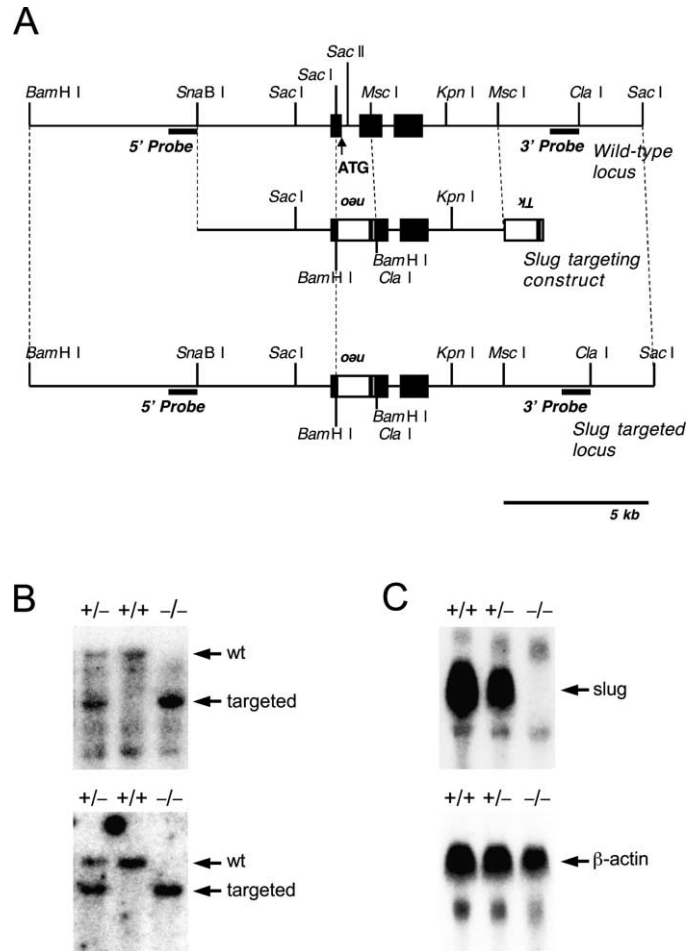 A
Sac II
Sac I
BamH I SnaB I Sac I Msc I Kpn I Msc I Cla I Sac I
5' Probe 3' Probe Wild-type
locus
ATG
neo Tk
Sac I Kpn I
BamH I
BamH I
Cla I
Slug targeting
construct
neo
BamH I SnaB I Sac I Kpn I Msc I Cla I Sac I
5' Probe 3' Probe
BamH I
BamH I
Cla I
Slug targeted
locus
5 kb
B
+/– +/+ –/–
wt
targeted
+/– +/+ –/–
wt
targeted
C
+/+ +/– –/–
slug
+/+ +/– –/–
β-actin